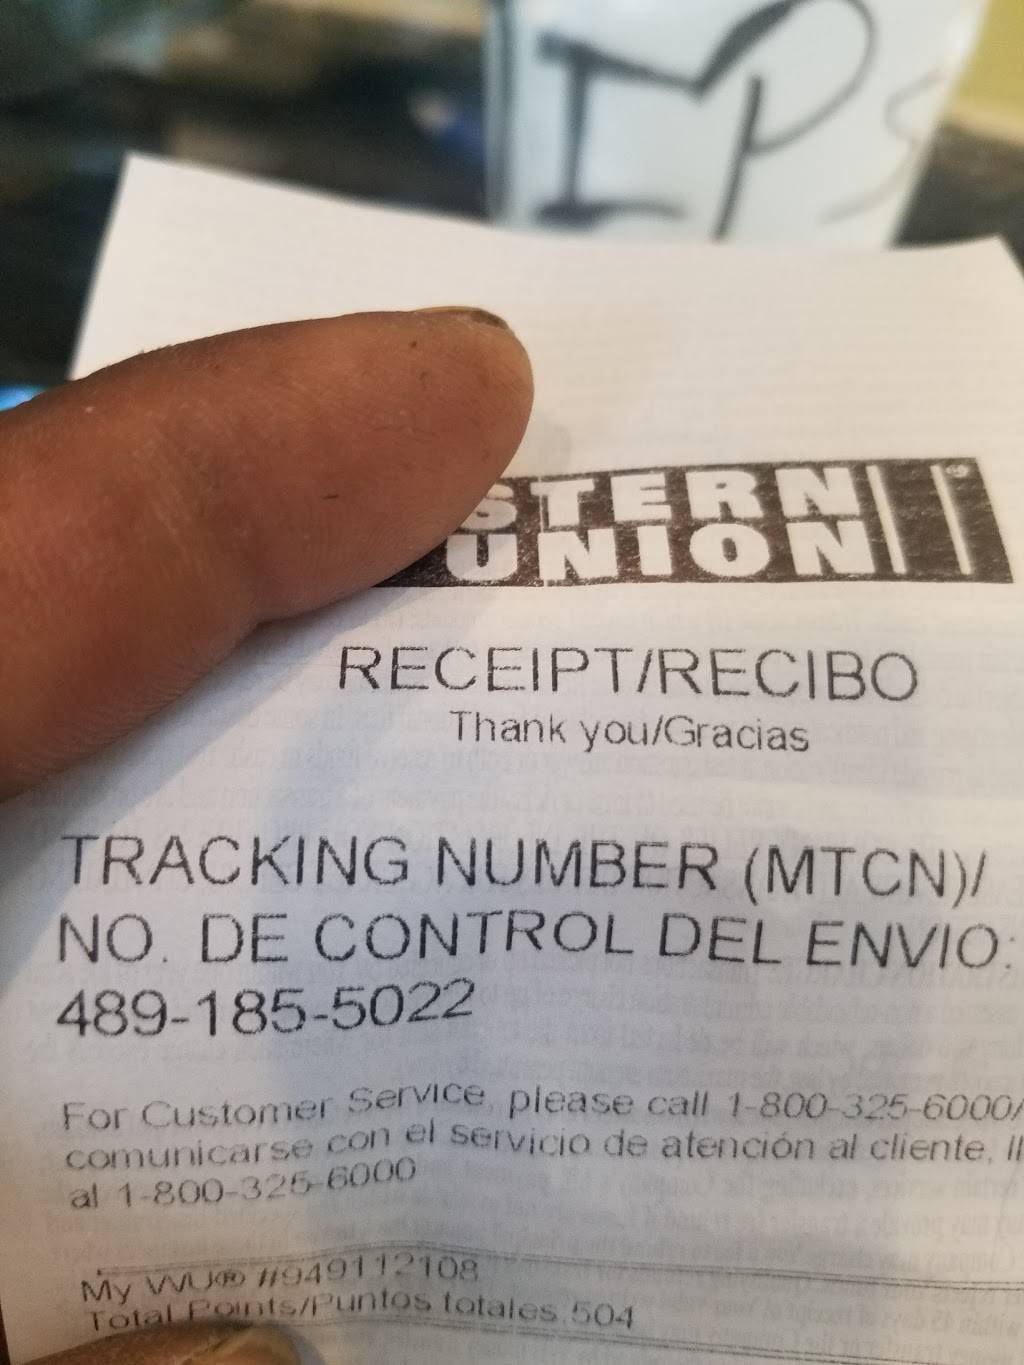 TIPS
STERN
UNION
RECEIPT/RECIBO
Thank you/Gracias
TRACKING NUMBER (MTCN)/
NO. DE CONTROL DEL ENVIO:
489-185-5022
For Customer Service, please call 1-800-325-6000/
comunicarse con el servicio de atención al cliente, ll
al 1-800-325-6000
My WU® #949112108
Total Points/Puntos totales 504